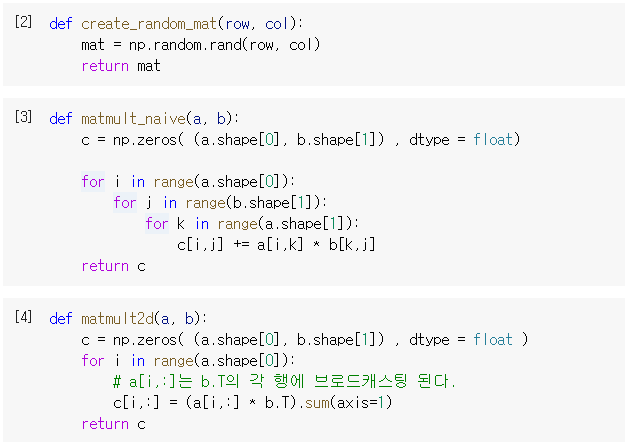 [2] def create_random_mat(row, col):
    mat = np.random.rand(row, col)
    return mat
[3] def matmult_naive(a, b):
    c = np.zeros( (a.shape[0], b.shape[1]) , dtype = float)
    for i in range(a.shape[0]):
        for j in range(b.shape[1]):
            for k in range(a.shape[1]):
                c[i,j] += a[i,k] * b[k,j]
    return c
[4] def matmult2d(a, b):
    c = np.zeros( (a.shape[0], b.shape[1]) , dtype = float )
    for i in range(a.shape[0]):
        # a[i,:]는 b.T의 각 행에 브로드캐스팅 된다.
        c[i,:] = (a[i,:] * b.T).sum(axis=1)
    return c